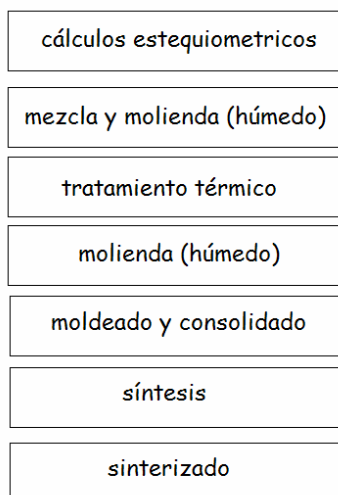 cálculos estequiometricos
mezcla y molienda (húmedo)
tratamiento térmico
molienda (húmedo)
moldeado y consolidado
síntesis
sinterizado